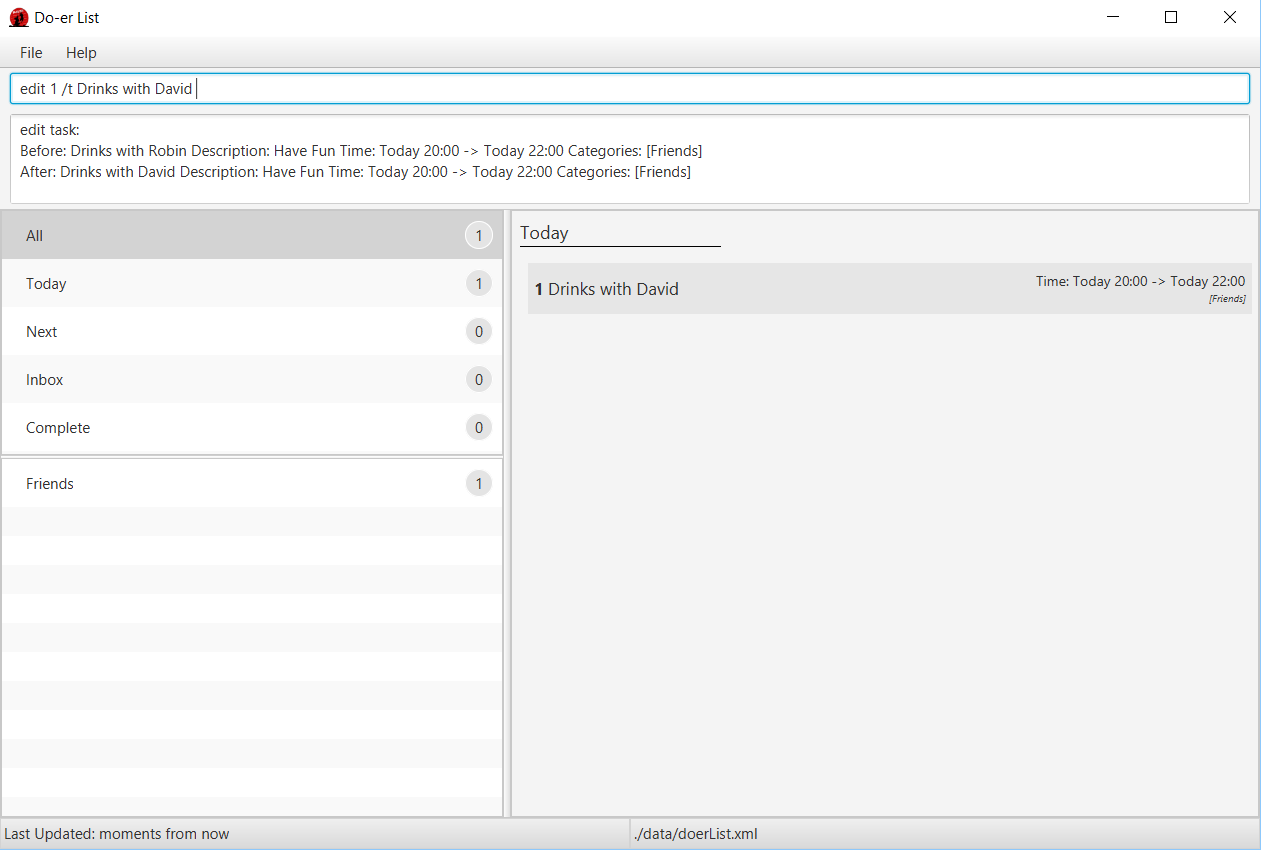 Do-er List
File Help
edit 1 /t Drinks with David
edit task:
Before: Drinks with Robin Description: Have Fun Time: Today 20:00 -> Today 22:00 Categories: [Friends]
After: Drinks with David Description: Have Fun Time: Today 20:00 -> Today 22:00 Categories: [Friends]
All 1
Today 1
Next 0
Inbox 0
Complete 0
Friends 1
Today
1 Drinks with David
Time: Today 20:00 -> Today 22:00
[Friends]
Last Updated: moments from now
./data/doerList.xml